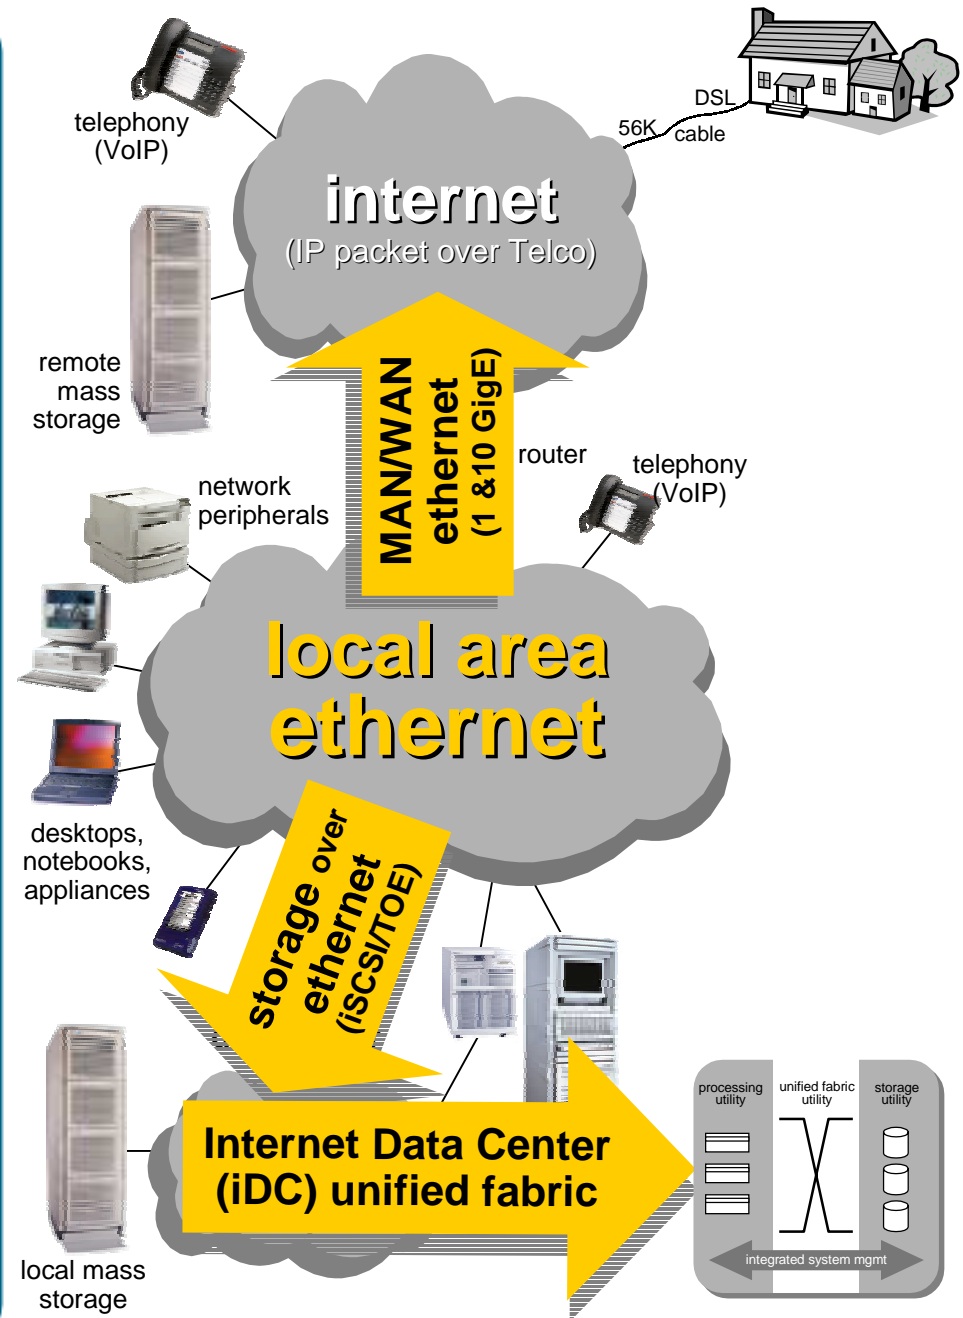 telephony
(VoIP)
DSL
56K
cable
internet
(IP packet over Telco)
remote
mass
storage
MAN/WAN
ethernet
(1 &10 GigE)
router
telephony
(VoIP)
network
peripherals
local area
ethernet
desktops,
notebooks,
appliances
storage over
ethernet
(iSCSI/TOE)
processing
utility
unified fabric
utility
storage
utility
Internet Data Center
(iDC) unified fabric
integrated system mgmt
local mass
storage